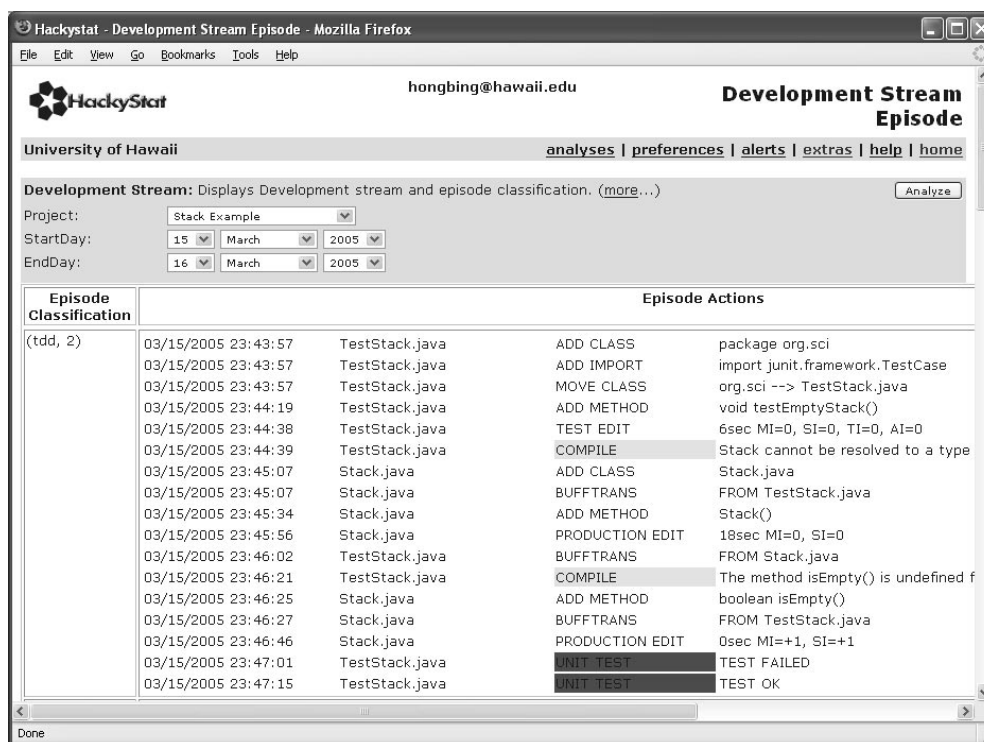 Hackystat - Development Stream Episode - Mozilla Firefox
File Edit View Go Bookmarks Tools Help
HackyStat
hongbing@hawaii.edu
Development Stream
Episode
University of Hawaii
analyses | preferences | alerts | extras | help | home
Development Stream: Displays Development stream and episode classification. (more...)
Analyze
Project: Stack Example
StartDay: 15 March 2005
EndDay: 16 March 2005
Episode Classification Episode Actions
(tdd, 2) 03/15/2005 23:43:57 TestStack.java ADD CLASS package org.sci
03/15/2005 23:43:57 TestStack.java ADD IMPORT import junit.framework.TestCase
03/15/2005 23:43:57 TestStack.java MOVE CLASS org.sci --> TestStack.java
03/15/2005 23:44:19 TestStack.java ADD METHOD void testEmptyStack()
03/15/2005 23:44:38 TestStack.java TEST EDIT 6sec MI=0, SI=0, TI=0, AI=0
03/15/2005 23:44:39 TestStack.java COMPILE Stack cannot be resolved to a type
03/15/2005 23:45:07 Stack.java ADD CLASS Stack.java
03/15/2005 23:45:07 Stack.java BUFFTRANS FROM TestStack.java
03/15/2005 23:45:34 Stack.java ADD METHOD Stack()
03/15/2005 23:45:56 Stack.java PRODUCTION EDIT 18sec MI=0, SI=0
03/15/2005 23:46:02 TestStack.java BUFFTRANS FROM Stack.java
03/15/2005 23:46:21 TestStack.java COMPILE The method isEmpty() is undefined f
03/15/2005 23:46:25 Stack.java ADD METHOD boolean isEmpty()
03/15/2005 23:46:27 Stack.java BUFFTRANS FROM TestStack.java
03/15/2005 23:46:46 Stack.java PRODUCTION EDIT 0sec MI=+1, SI=+1
03/15/2005 23:47:01 TestStack.java UNIT TEST TEST FAILED
03/15/2005 23:47:15 TestStack.java UNIT TEST TEST OK
Done